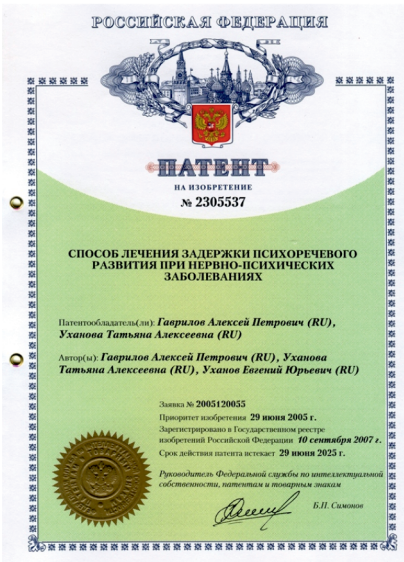 РОССИЙСКАЯ ФЕДЕРАЦИЯ
ПАТЕНТ
НА ИЗОБРЕТЕНИЕ
№ 2305537
СПОСОБ ЛЕЧЕНИЯ ЗАДЕРЖКИ ПСИХОРЕЧЕВОГО
РАЗВИТИЯ ПРИ НЕРВНО-ПСИХИЧЕСКИХ
ЗАБОЛЕВАНИЯХ
Патентообладатель(ли): Гаврилов Алексей Петрович (RU),
Уханова Татьяна Алексеевна (RU)
Автор(ы): Гаврилов Алексей Петрович (RU), Уханова
Татьяна Алексеевна (RU), Уханов Евгений Юрьевич (RU)
Заявка № 2005120055
Приоритет изобретения 29 июня 2005 г.
Зарегистрировано в Государственном реестре
изобретений Российской Федерации 10 сентября 2007 г.
Срок действия патента истекает 29 июня 2025 г.
Руководитель Федеральной службы по интеллектуальной
собственности, патентам и товарным знакам
Б.П. Симонов